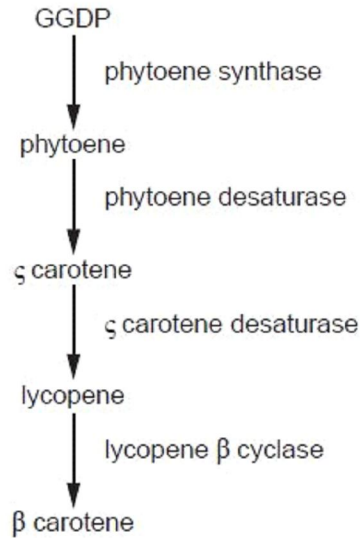 GGDP
phytoene synthase
phytoene
phytoene desaturase
ς carotene
ς carotene desaturase
lycopene
lycopene β cyclase
β carotene